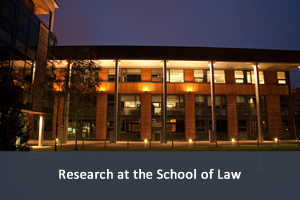 Research at the School of Law